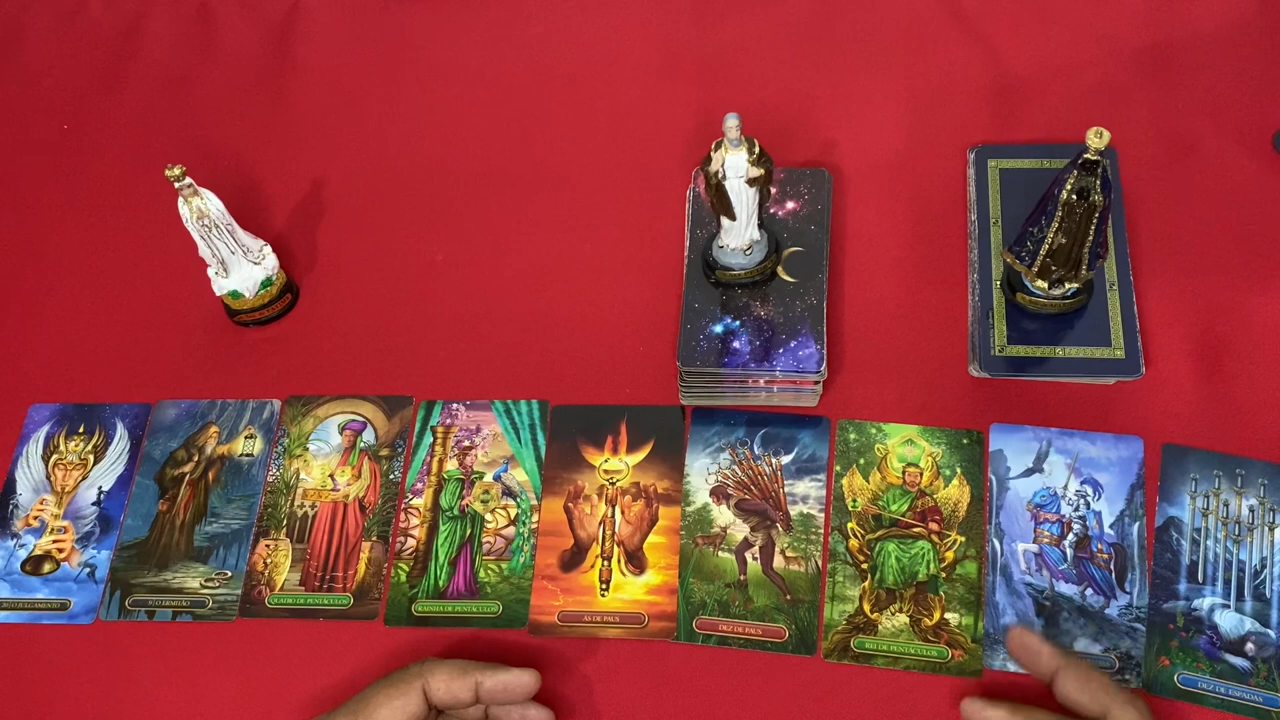 20 | O JULGAMENTO
9 | O ERMITÃO
QUATRO DE PENTÁCULOS
RAINHA DE PENTÁCULOS
ÁS DE PAUS
DEZ DE PAUS
REI DE PENTÁCULOS
DEZ DE ESPADAS